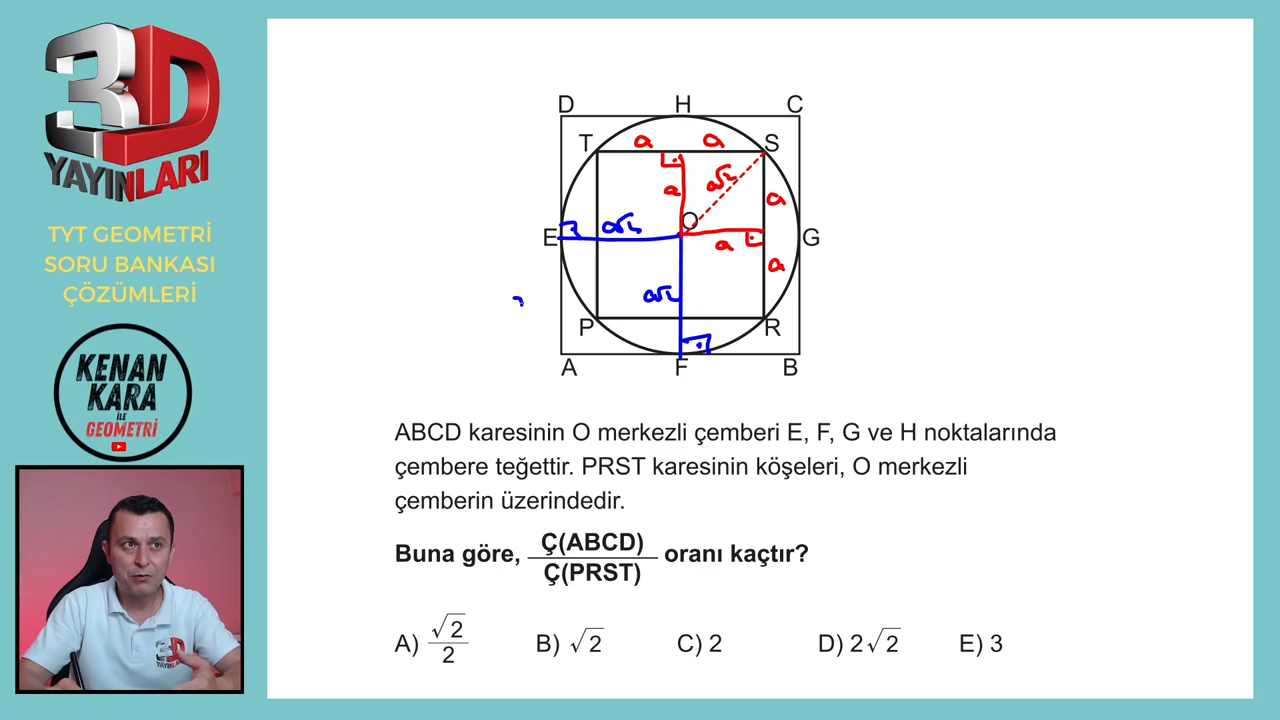 3D
YAYINLARI
TYT GEOMETRİ
SORU BANKASI
ÇÖZÜMLERİ
KENAN
KARA
İLE
GEOMETRİ
3D
D H C
T a a S
a a√2 a
O
E a√2 a G
a√2 a
P R
A F B
ABCD karesinin O merkezli çemberi E, F, G ve H noktalarında
çembere teğettir. PRST karesinin köşeleri, O merkezli
çemberin üzerindedir.
Buna göre, Ç(ABCD)/Ç(PRST) oranı kaçtır?
A) √2/2 B) √2 C) 2 D) 2√2 E) 3